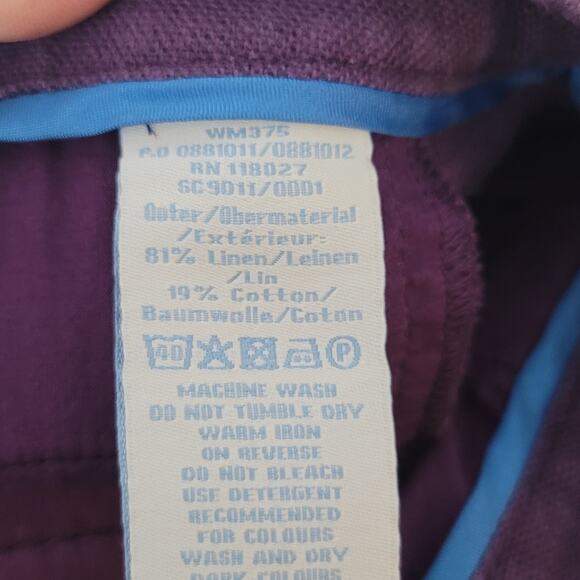 WM375
P.O 0881011/0881012
RN 118027
SC9011/0001
Outer/Obermaterial
/Extérieur:
81% Linen/Leinen
/Lin
19% Cotton/
Baumwolle/Coton
40 P
MACHINE WASH
DO NOT TUMBLE DRY
WARM IRON
ON REVERSE
DO NOT BLEACH
USE DETERGENT
RECOMMENDED
FOR COLOURS
WASH AND DRY
DARK COLOURS